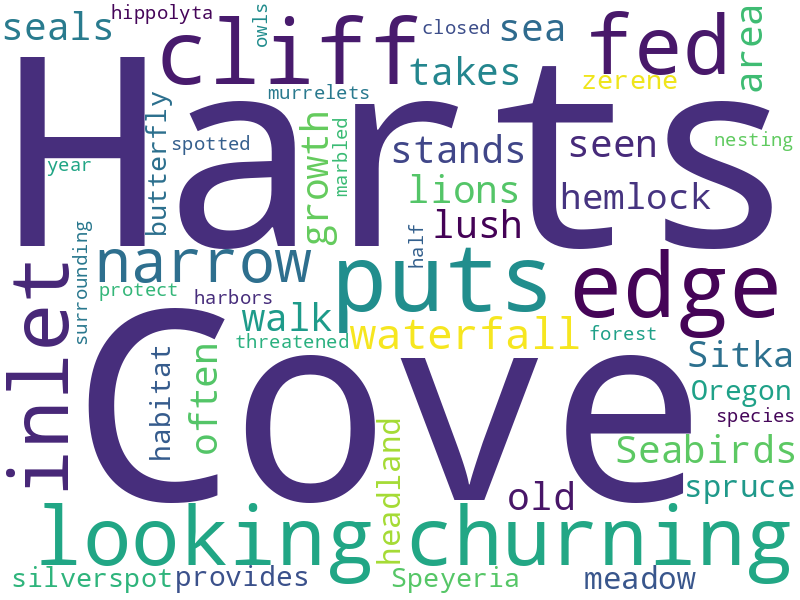 hippolyta
seals
cliff
owls
closed
sea
fed
area
takes
zerene
murrelets
Harts
butterfly
spotted
growth
marbled
stands
seen
nesting
year
lions
hemlock
lush
surrounding
half
narrow
puts
edge
inlet
protect
harbors
walk
threatened
waterfall
forest
Cove
habitat
often
Sitka
Oregon
species
headland
Seabirds
old
spruce
looking
churning
silverspot
provides
Speyeria
meadow